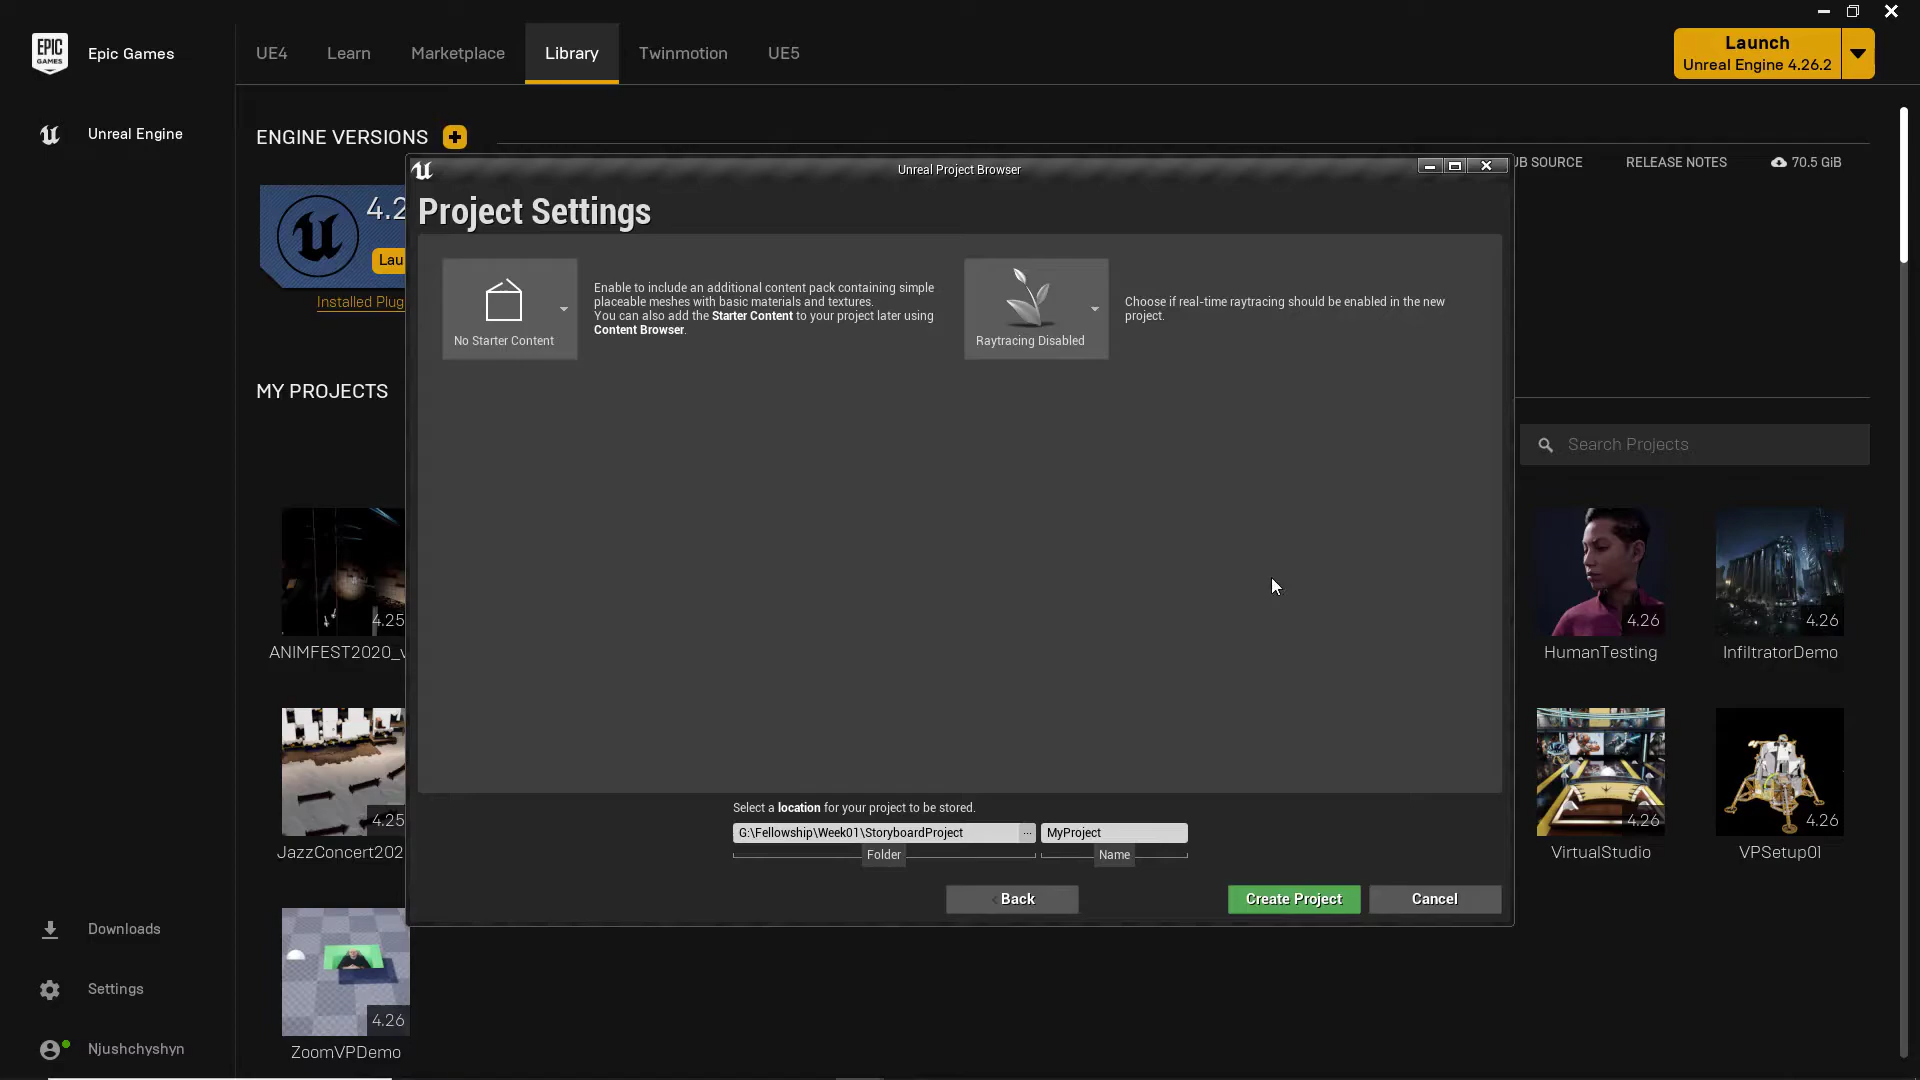 EPIC
GAMES
Epic Games
UE4
Learn
Marketplace
Library
Twinmotion
UE5
Launch
Unreal Engine 4.26.2
Unreal Engine
ENGINE VERSIONS
UB SOURCE
RELEASE NOTES
70.5 GiB
4.2
Lau
Installed Plug
Unreal Project Browser
Project Settings
No Starter Content
Enable to include an additional content pack containing simple
placeable meshes with basic materials and textures.
You can also add the Starter Content to your project later using
Content Browser.
Raytracing Disabled
Choose if real-time raytracing should be enabled in the new
project.
MY PROJECTS
Search Projects
4.25
ANIMFEST2020_v
4.26
HumanTesting
4.26
InfiltratorDemo
4.25
JazzConcert202
4.26
VirtualStudio
4.26
VPSetup01
Select a location for your project to be stored.
G:\Fellowship\Week01\StoryboardProject
...
MyProject
Folder
Name
Back
Create Project
Cancel
Downloads
Settings
Njushchyshyn
4.26
ZoomVPDemo